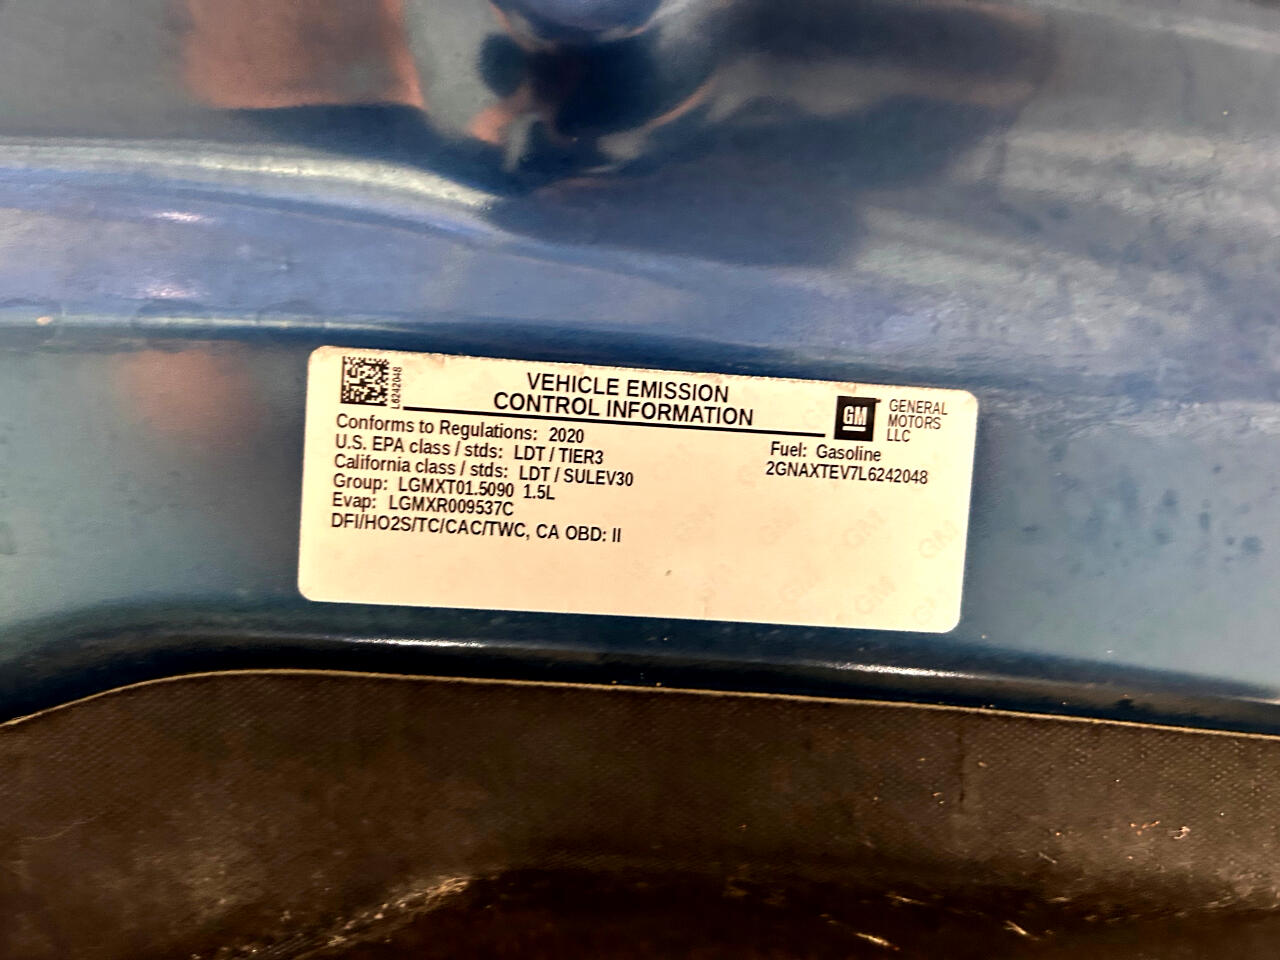 L6242048
VEHICLE EMISSION
CONTROL INFORMATION
GM
GENERAL
MOTORS
LLC
Conforms to Regulations: 2020
U.S. EPA class / stds: LDT / TIER3
California class / stds: LDT / SULEV30
Group: LGMXT01.5090 1.5L
Evap: LGMXR009537C
DFI/HO2S/TC/CAC/TWC, CA OBD: II
Fuel: Gasoline
2GNAXTEV7L6242048